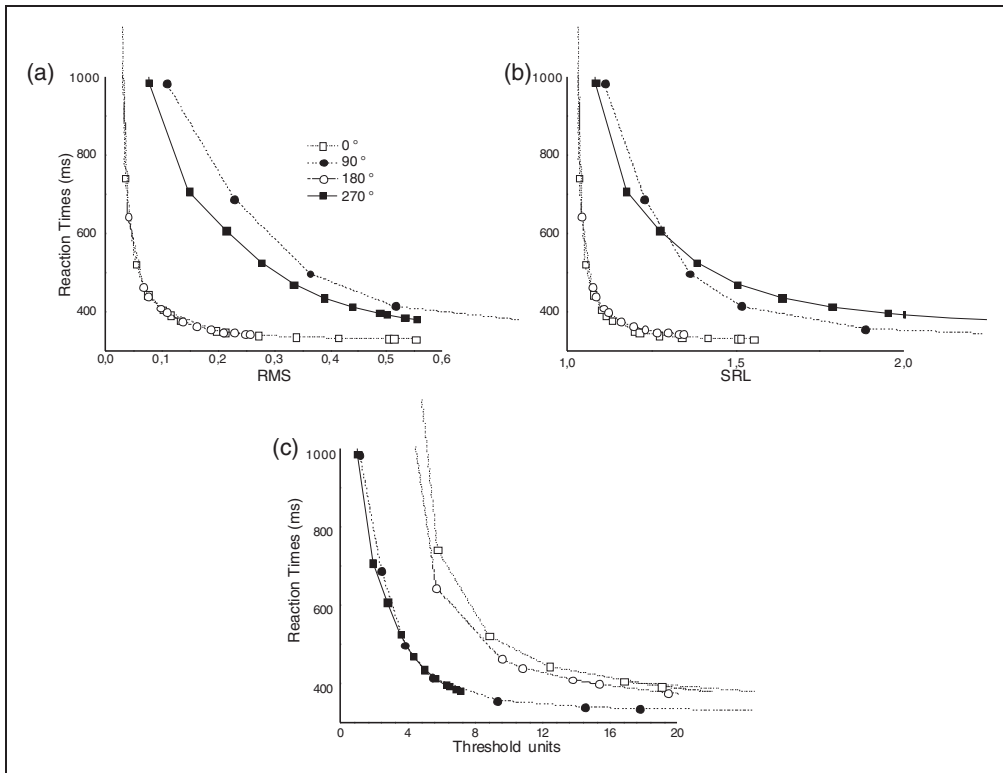 (a)
1000
800
600
400
Reaction Times (ms)
0 °
90 °
180 °
270 °
0,0 0,1 0,2 0,3 0,4 0,5 0,6
RMS
(b)
1000
800
600
400
1,0 1,5 2,0
SRL
(c)
1000
800
600
400
Reaction Times (ms)
0 4 8 12 16 20
Threshold units